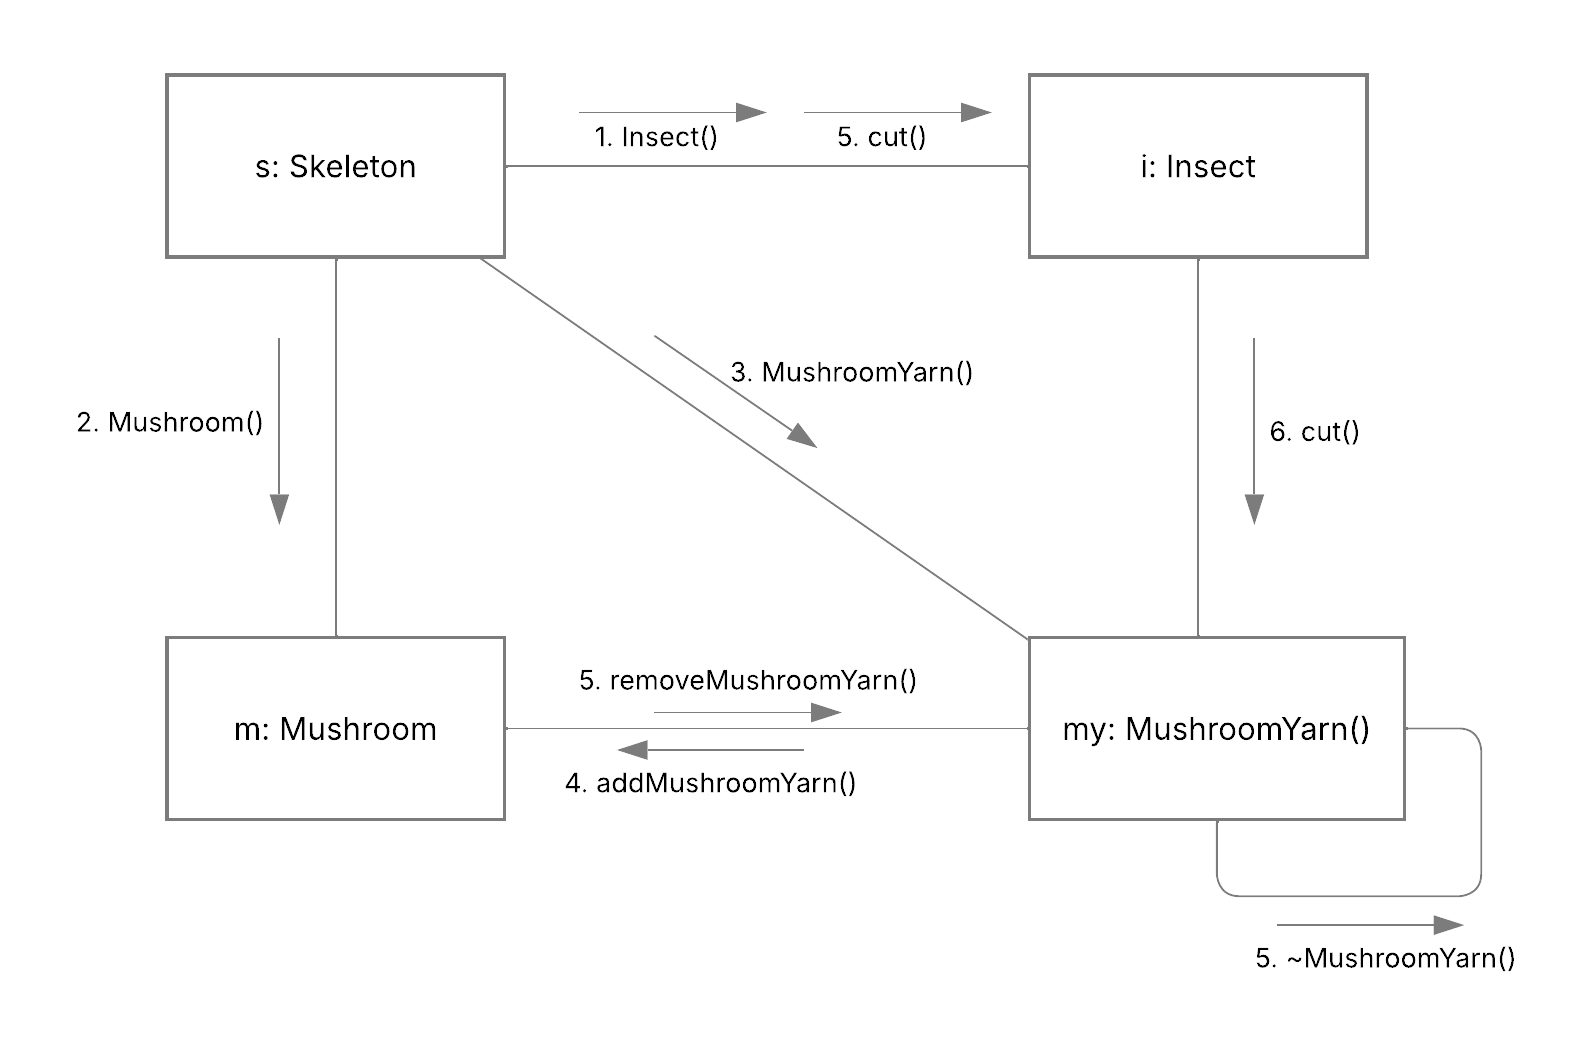 s: Skeleton
1. Insect()
5. cut()
i: Insect
2. Mushroom()
3. MushroomYarn()
6. cut()
m: Mushroom
5. removeMushroomYarn()
4. addMushroomYarn()
my: MushroomYarn()
5. ~MushroomYarn()